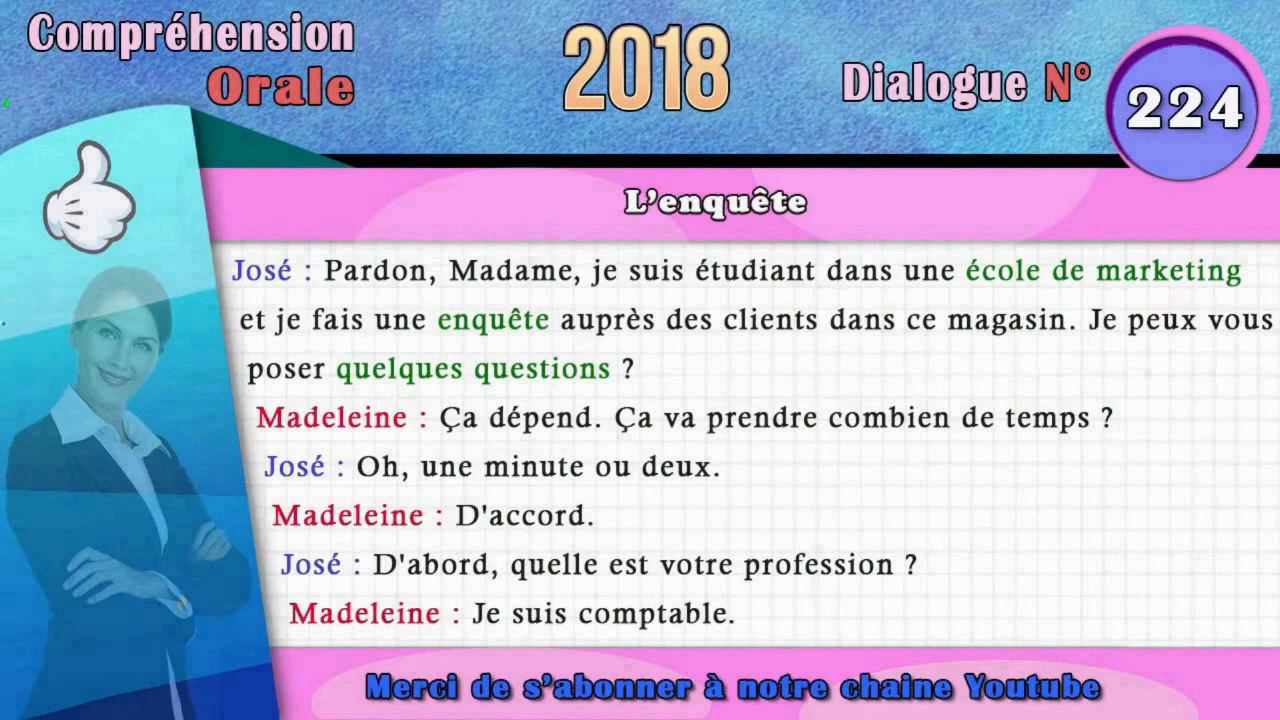 Compréhension
Orale
2018
Dialogue N°
224
L'enquête
José : Pardon, Madame, je suis étudiant dans une école de marketing
et je fais une enquête auprès des clients dans ce magasin. Je peux vous
poser quelques questions ?
Madeleine : Ça dépend. Ça va prendre combien de temps ?
José : Oh, une minute ou deux.
Madeleine : D'accord.
José : D'abord, quelle est votre profession ?
Madeleine : Je suis comptable.
Merci de s'abonner à notre chaine Youtube